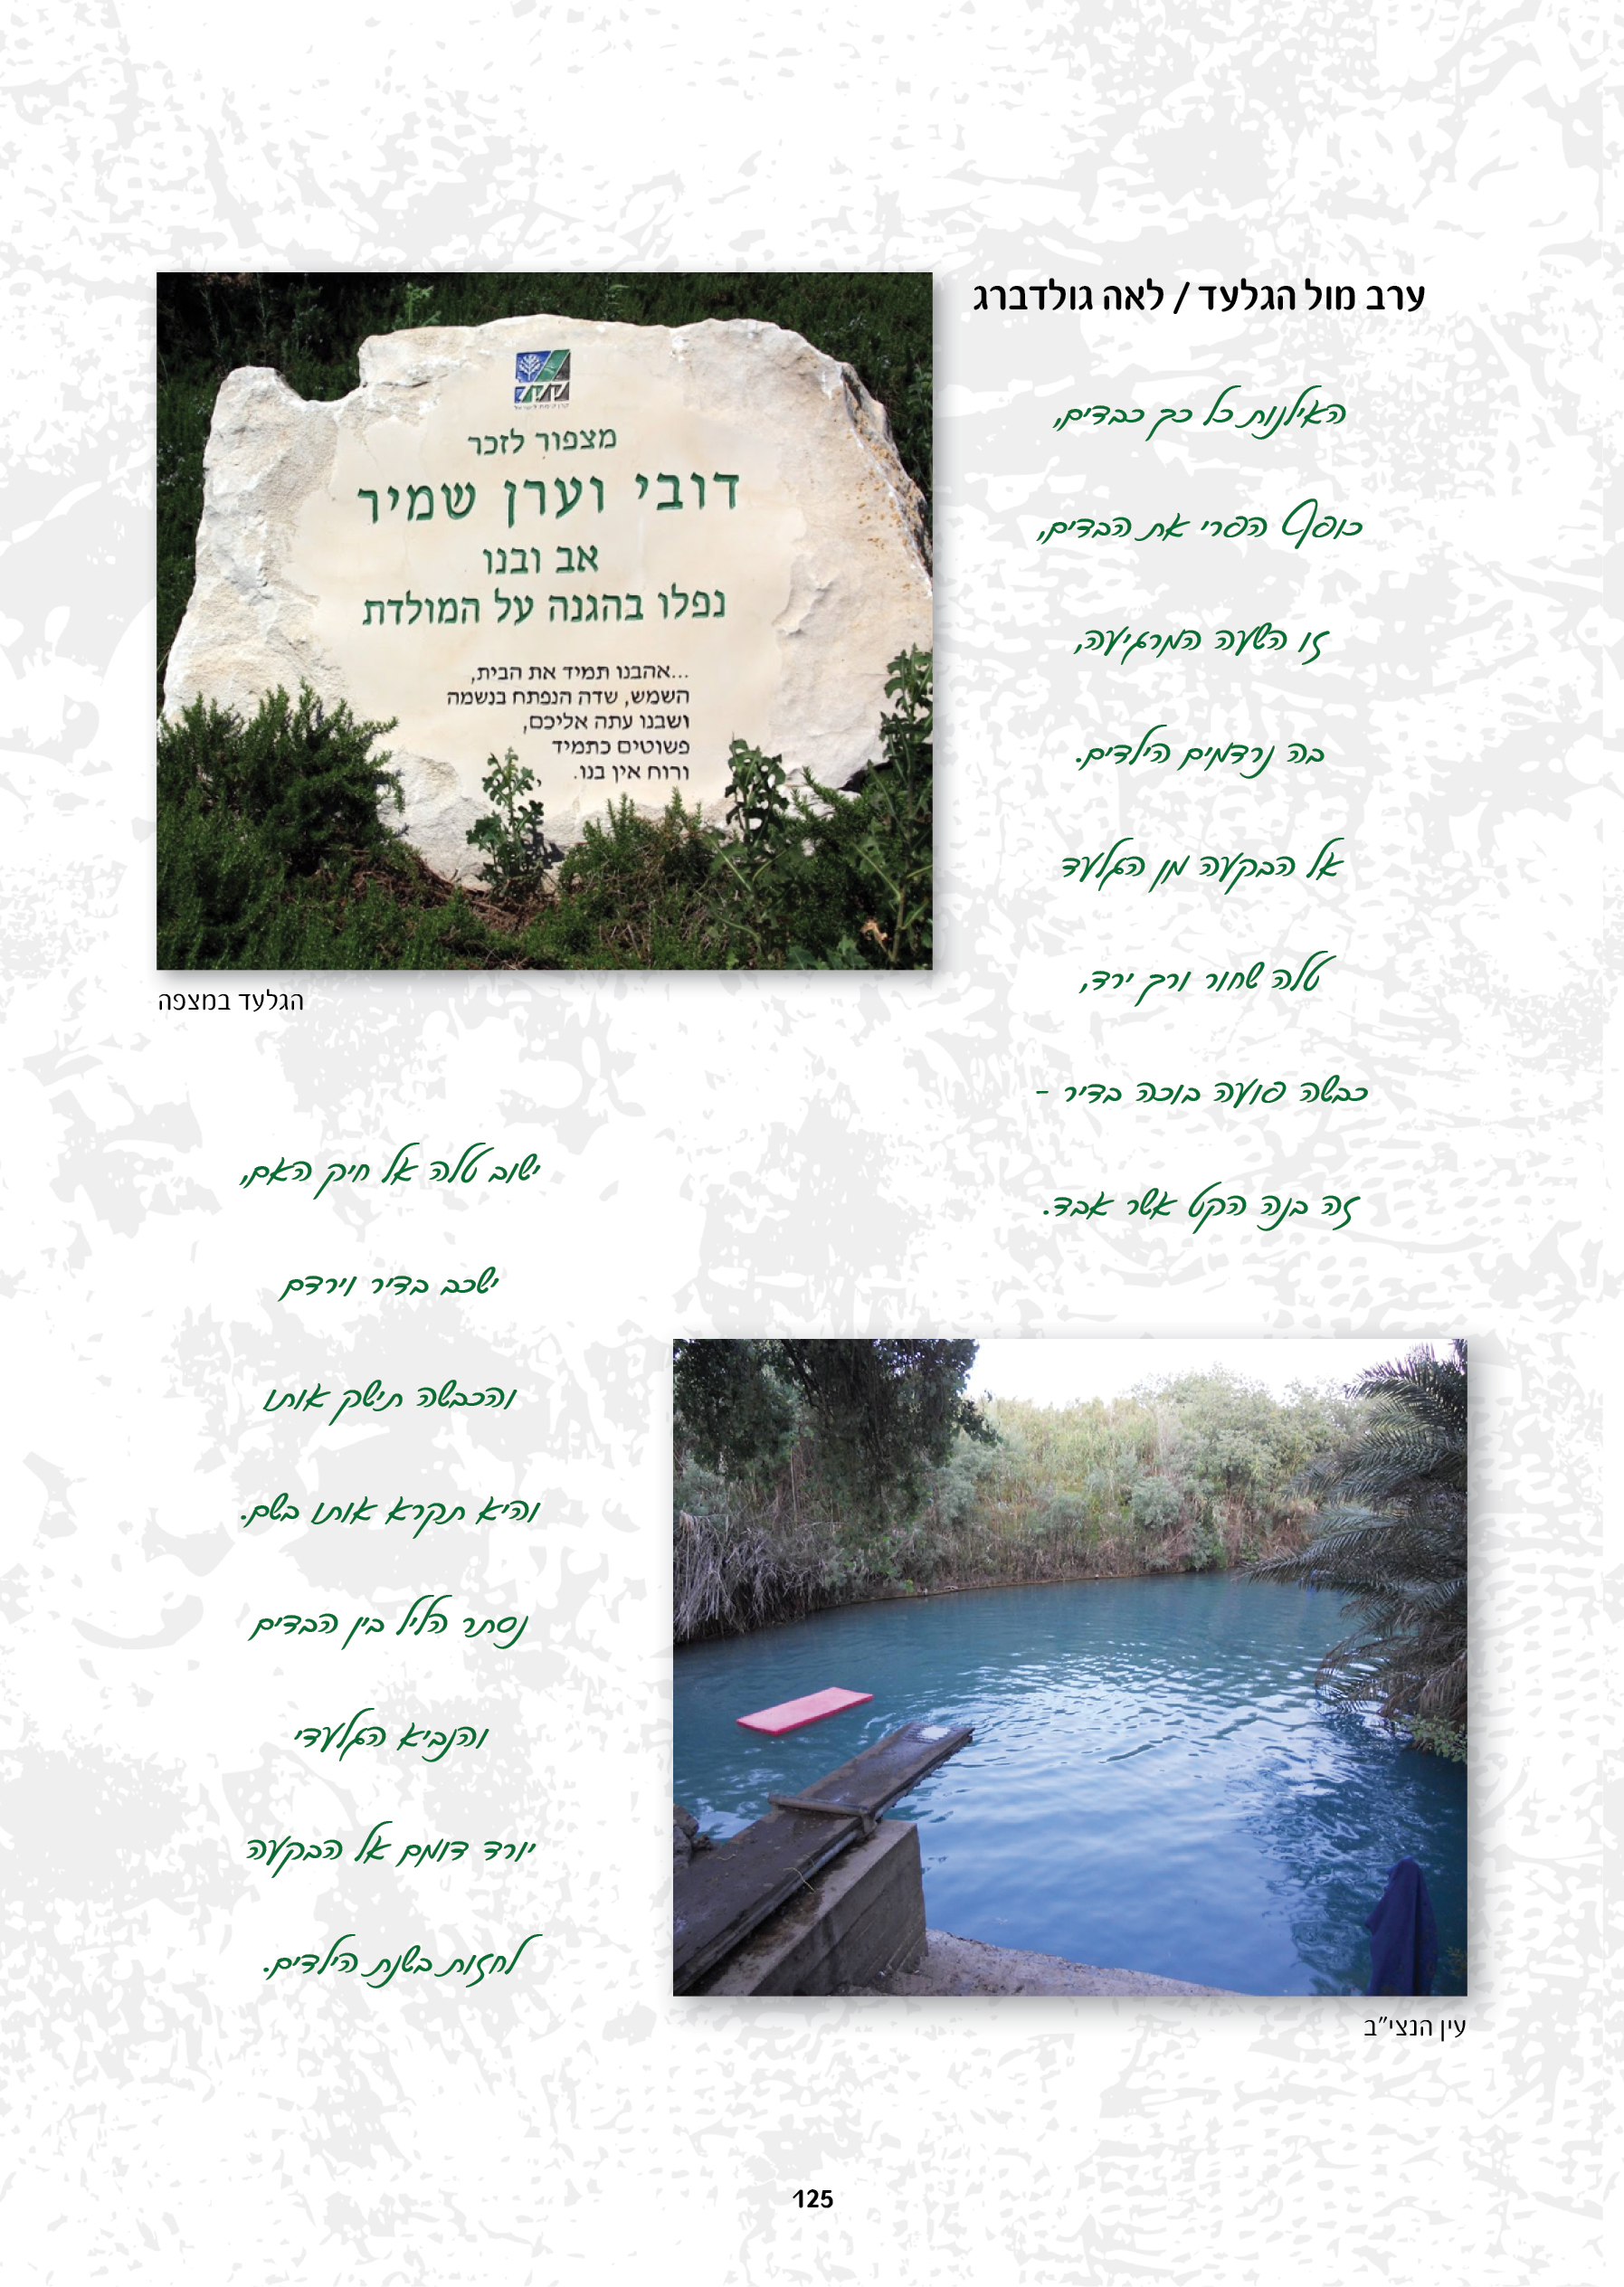 ערב מול הגלעד / לאה גולדברג
האילנות כל כך כבדים,
כופף הפרי את הבדים,
זו השעה המרגיעה,
בה נרדמים הילדים.
אל הבקעה מן הגלעד
טלה שחור ורך ירד,
כבשה פועה בוכה בדיר -
זה בנה הקט אשר אבד.
קק״ל
קרן קימת לישראל
מצפור לזכר
דובי וערן שמיר
אב ובנו
נפלו בהגנה על המולדת
...אהבנו תמיד את הבית,
השמש, שדה הנפתח בנשמה
ושבנו עתה אליכם,
פשוטים כתמיד
ורוח אין בנו.
הגלעד במצפה
ישוב טלה אל חיק האם,
ישכב בדיר וירדם
והכבשה תישק אותו
והיא תקרא אותו בשם.
נסתר הליל בין הבדים
והנביא הגלעדי
יורד דומם אל הבקעה
לחזות בשנת הילדים.
עין הנצי"ב
125